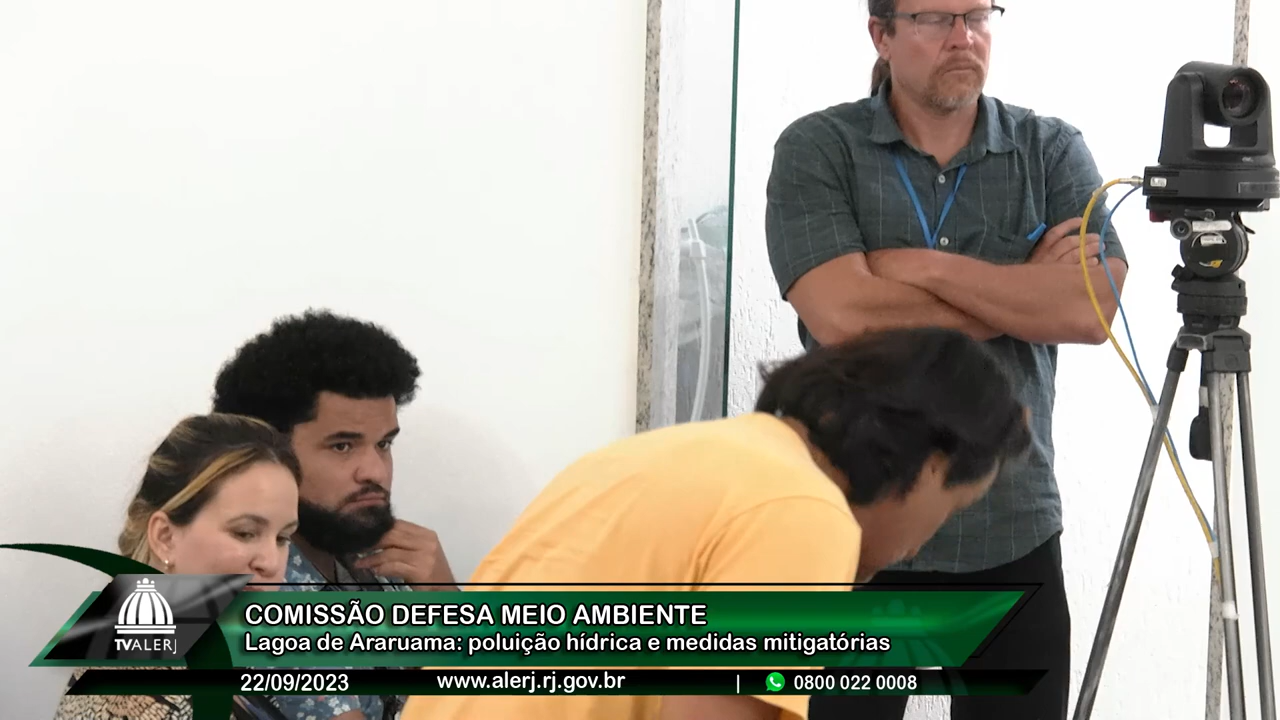 COMISSÃO DEFESA MEIO AMBIENTE
Lagoa de Araruama: poluição hídrica e medidas mitigatórias
TVALERJ
22/09/2023 www.alerj.rj.gov.br | 0800 022 0008